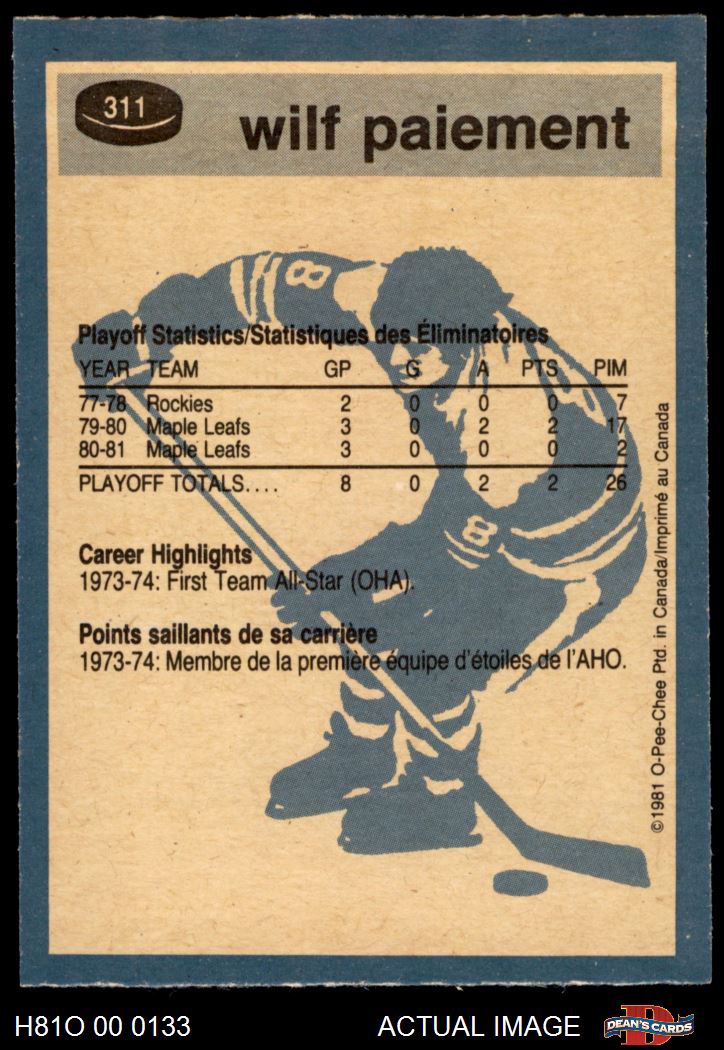 311
wilf paiement
8
Playoff Statistics/Statistiques des Éliminatoires
YEAR TEAM GP G A PTS PIM
77-78 Rockies 2 0 0 0 7
79-80 Maple Leafs 3 0 2 2 17
80-81 Maple Leafs 3 0 0 0 2
PLAYOFF TOTALS.... 8 0 2 2 26
8
Career Highlights
1973-74: First Team All-Star (OHA).
Points saillants de sa carrière
1973-74: Membre de la première équipe d'étoiles de l'AHO.
©1981 O-Pee-Chee Ptd. in Canada/Imprimé au Canada
H81O 00 0133 ACTUAL IMAGE DEAN'S CARDS